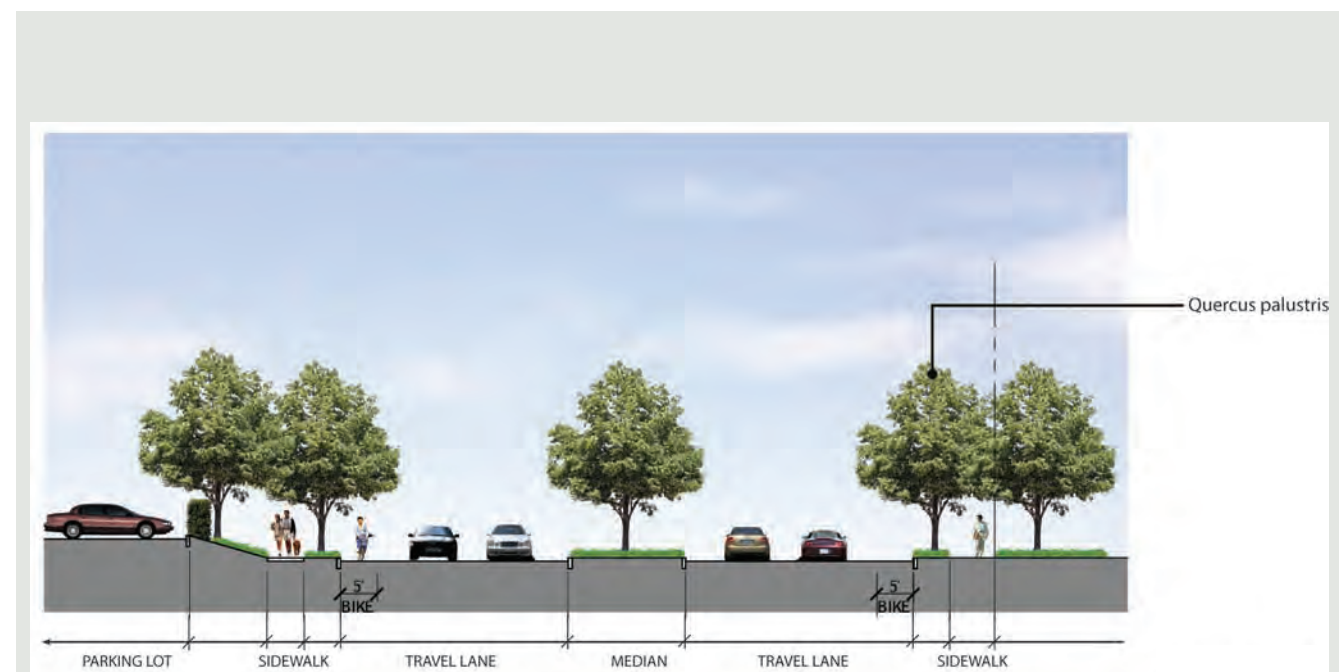 Quercus palustris
5'
BIKE
5'
BIKE
PARKING LOT
SIDEWALK
TRAVEL LANE
MEDIAN
TRAVEL LANE
SIDEWALK